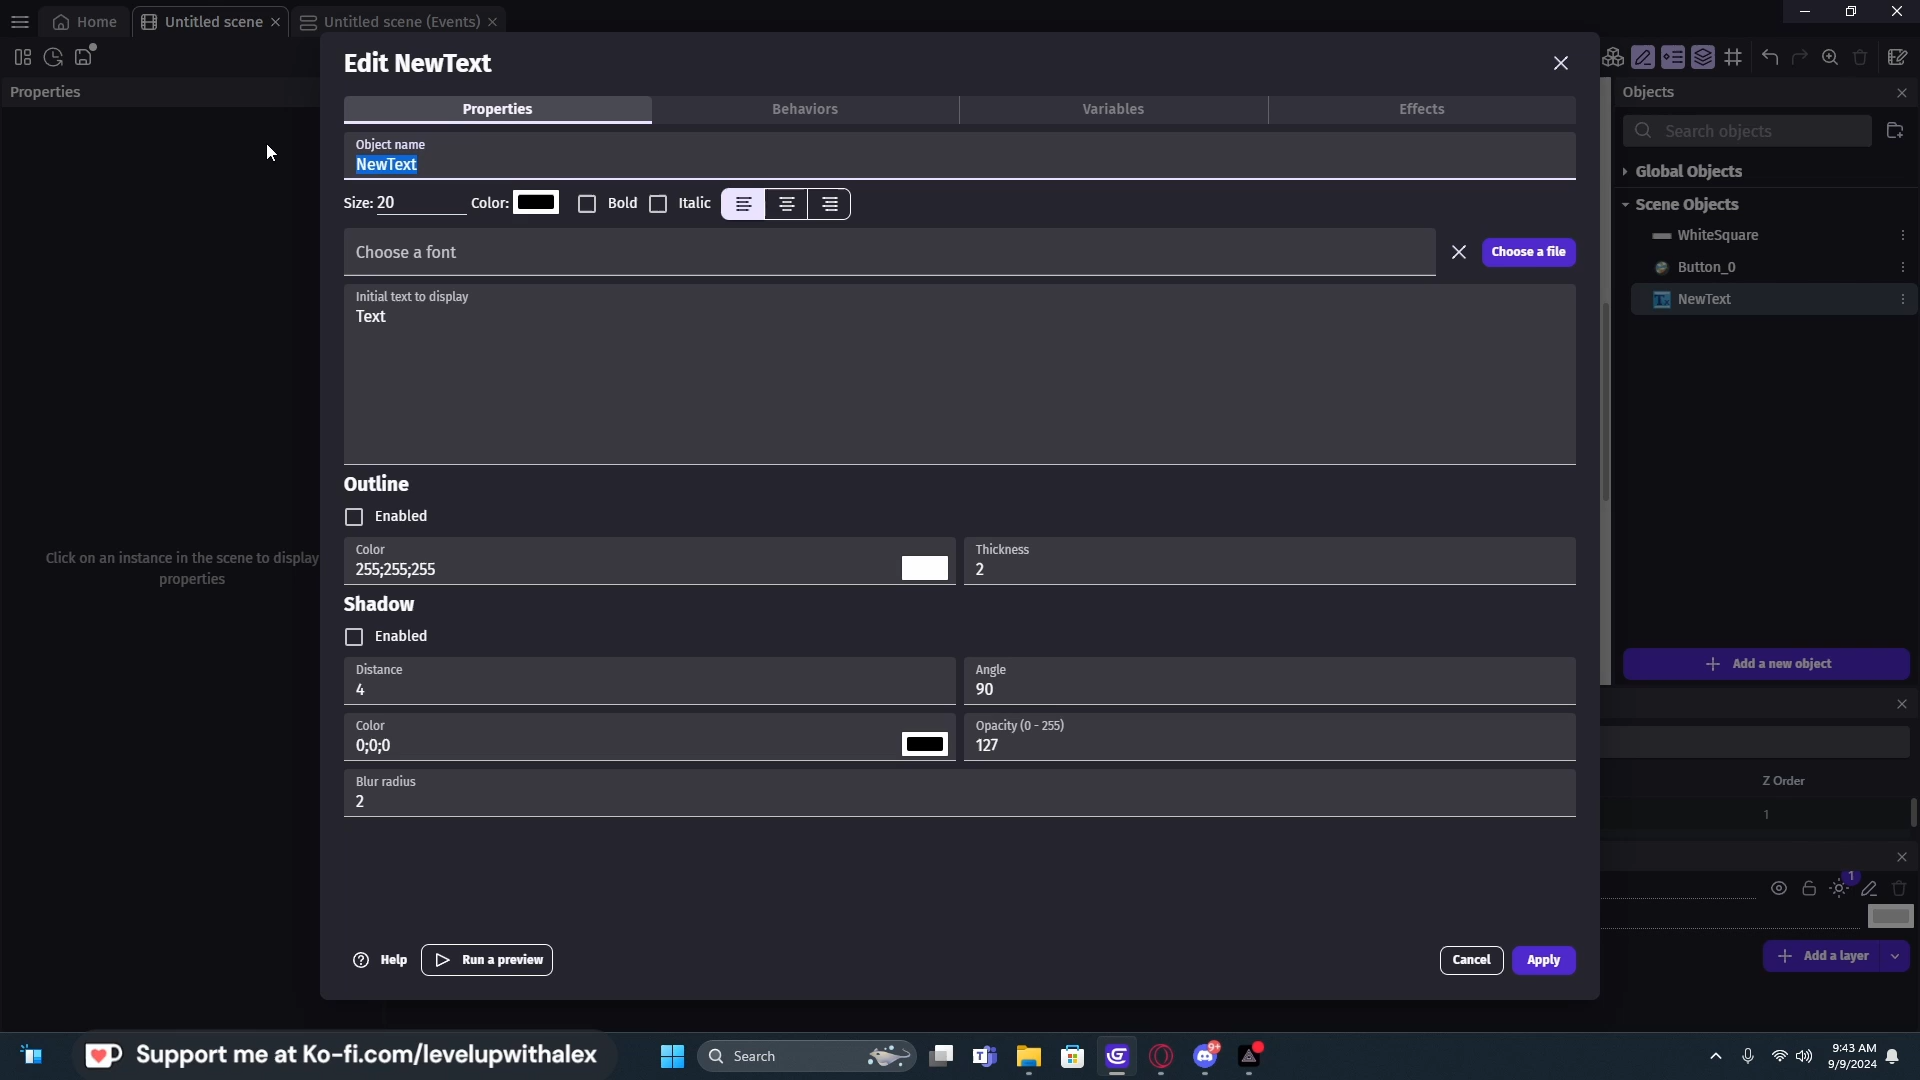 Home
Untitled scene
Untitled scene (Events)
Properties
Click on an instance in the scene to display
properties
Edit NewText
Properties
Behaviors
Variables
Effects
Object name
NewText
Size: 20
Color:
Bold
Italic
Choose a font
Choose a file
Initial text to display
Text
Outline
Enabled
Color
255;255;255
Thickness
2
Shadow
Enabled
Distance
4
Angle
90
Color
0;0;0
Opacity (0 - 255)
127
Blur radius
2
Help
Run a preview
Cancel
Apply
Objects
Search objects
Global Objects
Scene Objects
WhiteSquare
Button_0
NewText
Add a new object
Z Order
1
1
Add a layer
Support me at Ko-fi.com/levelupwithalex
Search
9+
9:43 AM
9/9/2024